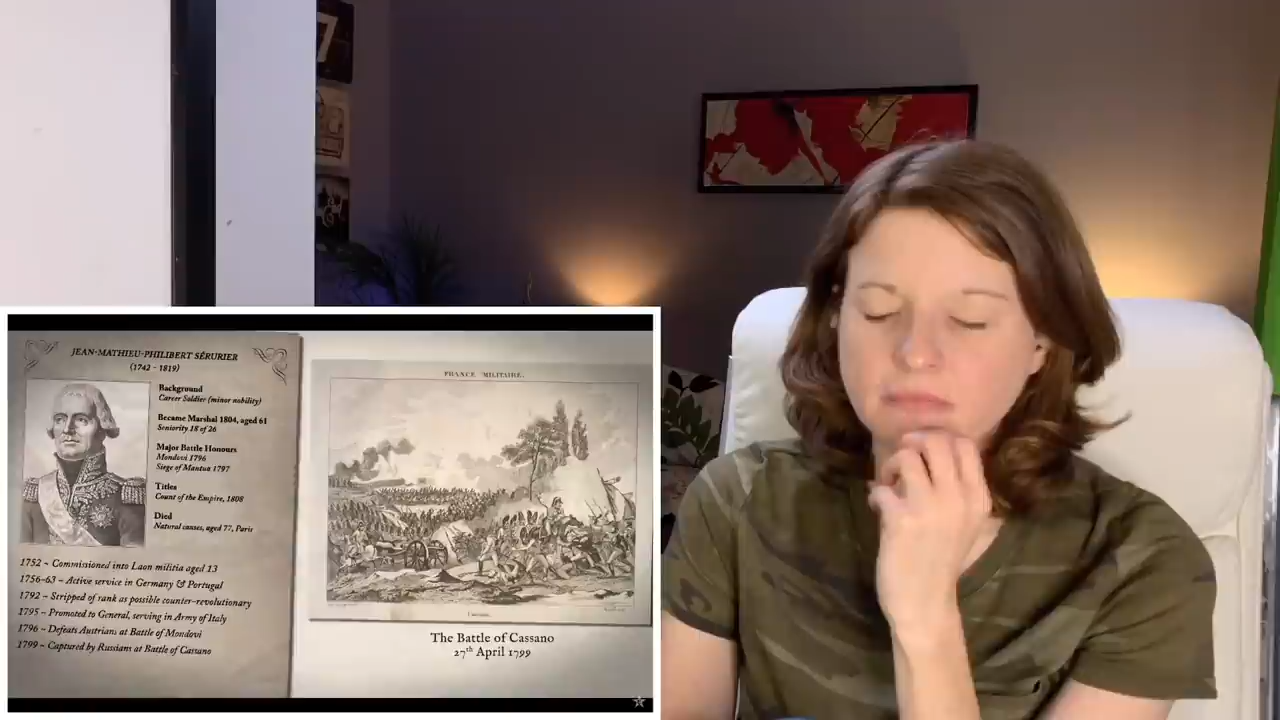 7
JEAN-MATHIEU-PHILIBERT SÉRURIER
(1742 - 1819)
Background
Career Soldier (minor nobility)
Became Marshal 1804, aged 61
Seniority 18 of 26
Major Battle Honours
Mondovi 1796
Siege of Mantua 1797
Titles
Count of the Empire, 1808
Died
Natural causes, aged 77, Paris
1752 - Commissioned into Laon militia aged 13
1756-63 - Active service in Germany & Portugal
1792 - Stripped of rank as possible counter-revolutionary
1795 - Promoted to General, serving in Army of Italy
1796 - Defeats Austrians at Battle of Mondovi
1799 - Captured by Russians at Battle of Cassano
FRANCE MILITAIRE.
The Battle of Cassano
27th April 1799